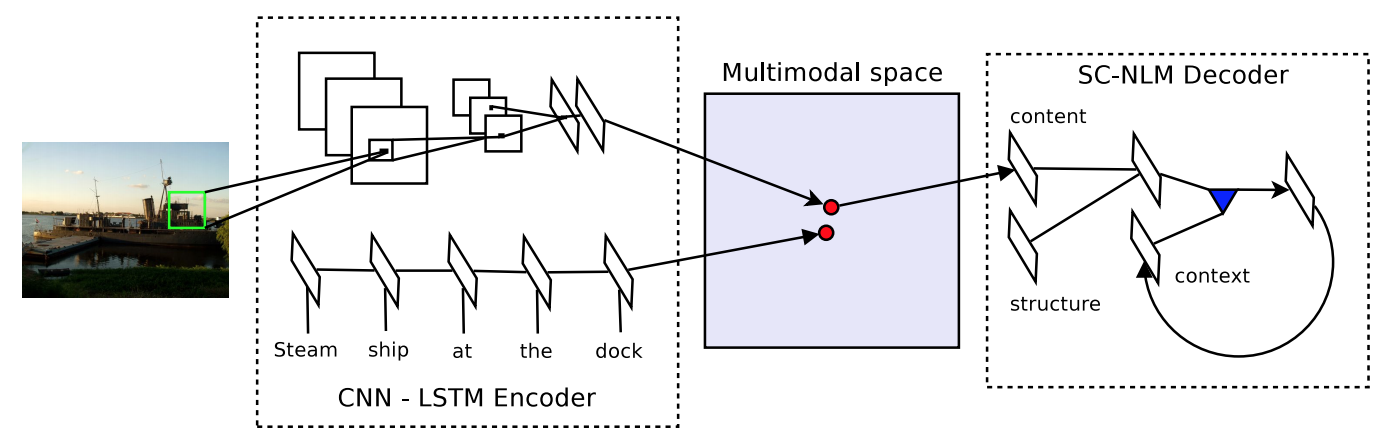 Multimodal space
SC-NLM Decoder
content
structure
context
Steam ship at the dock
CNN - LSTM Encoder